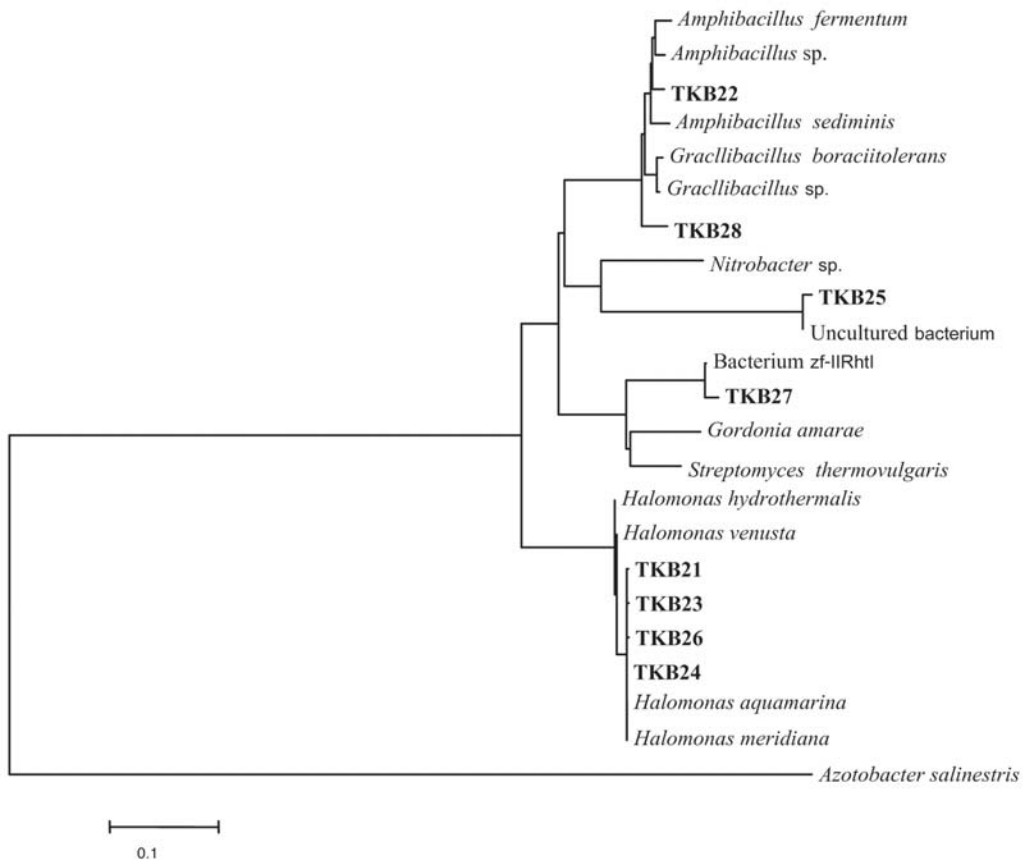 Amphibacillus fermentum
Amphibacillus sp.
TKB22
Amphibacillus sediminis
Gracllibacillus boraciitolerans
Gracllibacillus sp.
TKB28
Nitrobacter sp.
TKB25
Uncultured bacterium
Bacterium zf-IIRhtl
TKB27
Gordonia amarae
Streptomyces thermovulgaris
Halomonas hydrothermalis
Halomonas venusta
TKB21
TKB23
TKB26
TKB24
Halomonas aquamarina
Halomonas meridiana
Azotobacter salinestris
0.1